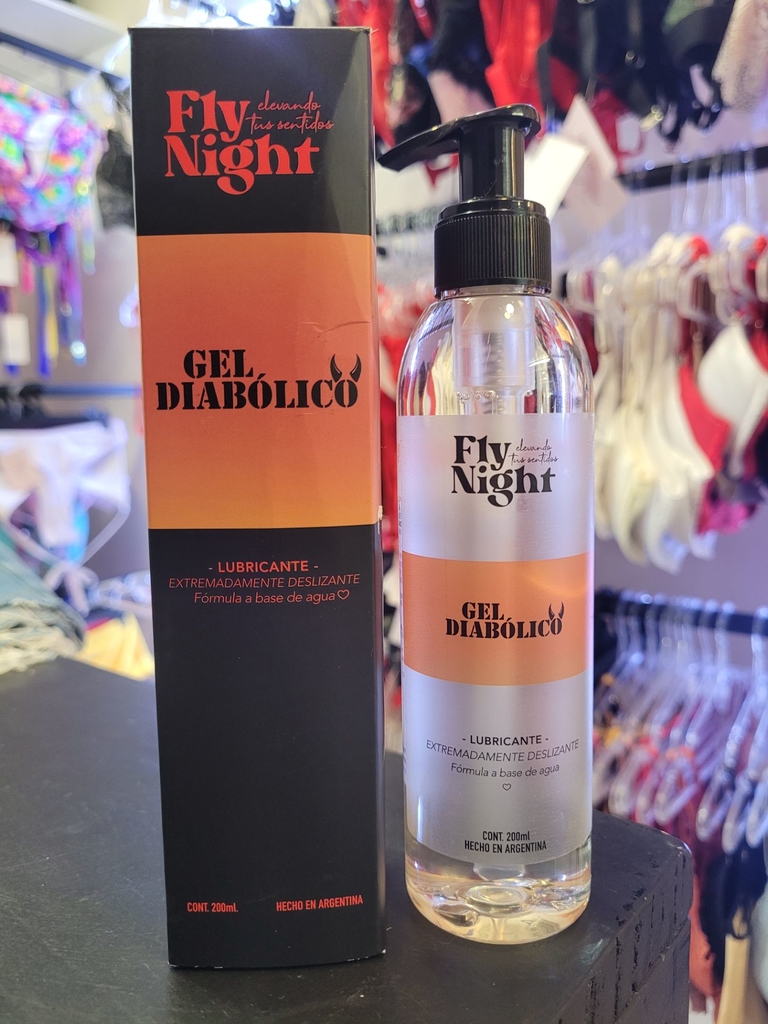 Fly elevando
tus sentidos
Night
GEL
DIABÓLICO
- LUBRICANTE -
EXTREMADAMENTE DESLIZANTE
Fórmula a base de agua♡
CONT. 200mL
HECHO EN ARGENTINA
Fly elevando
tus sentidos
Night
GEL
DIABÓLICO
- LUBRICANTE -
EXTREMADAMENTE DESLIZANTE
Fórmula a base de agua
♡
CONT. 200ml
HECHO EN ARGENTINA